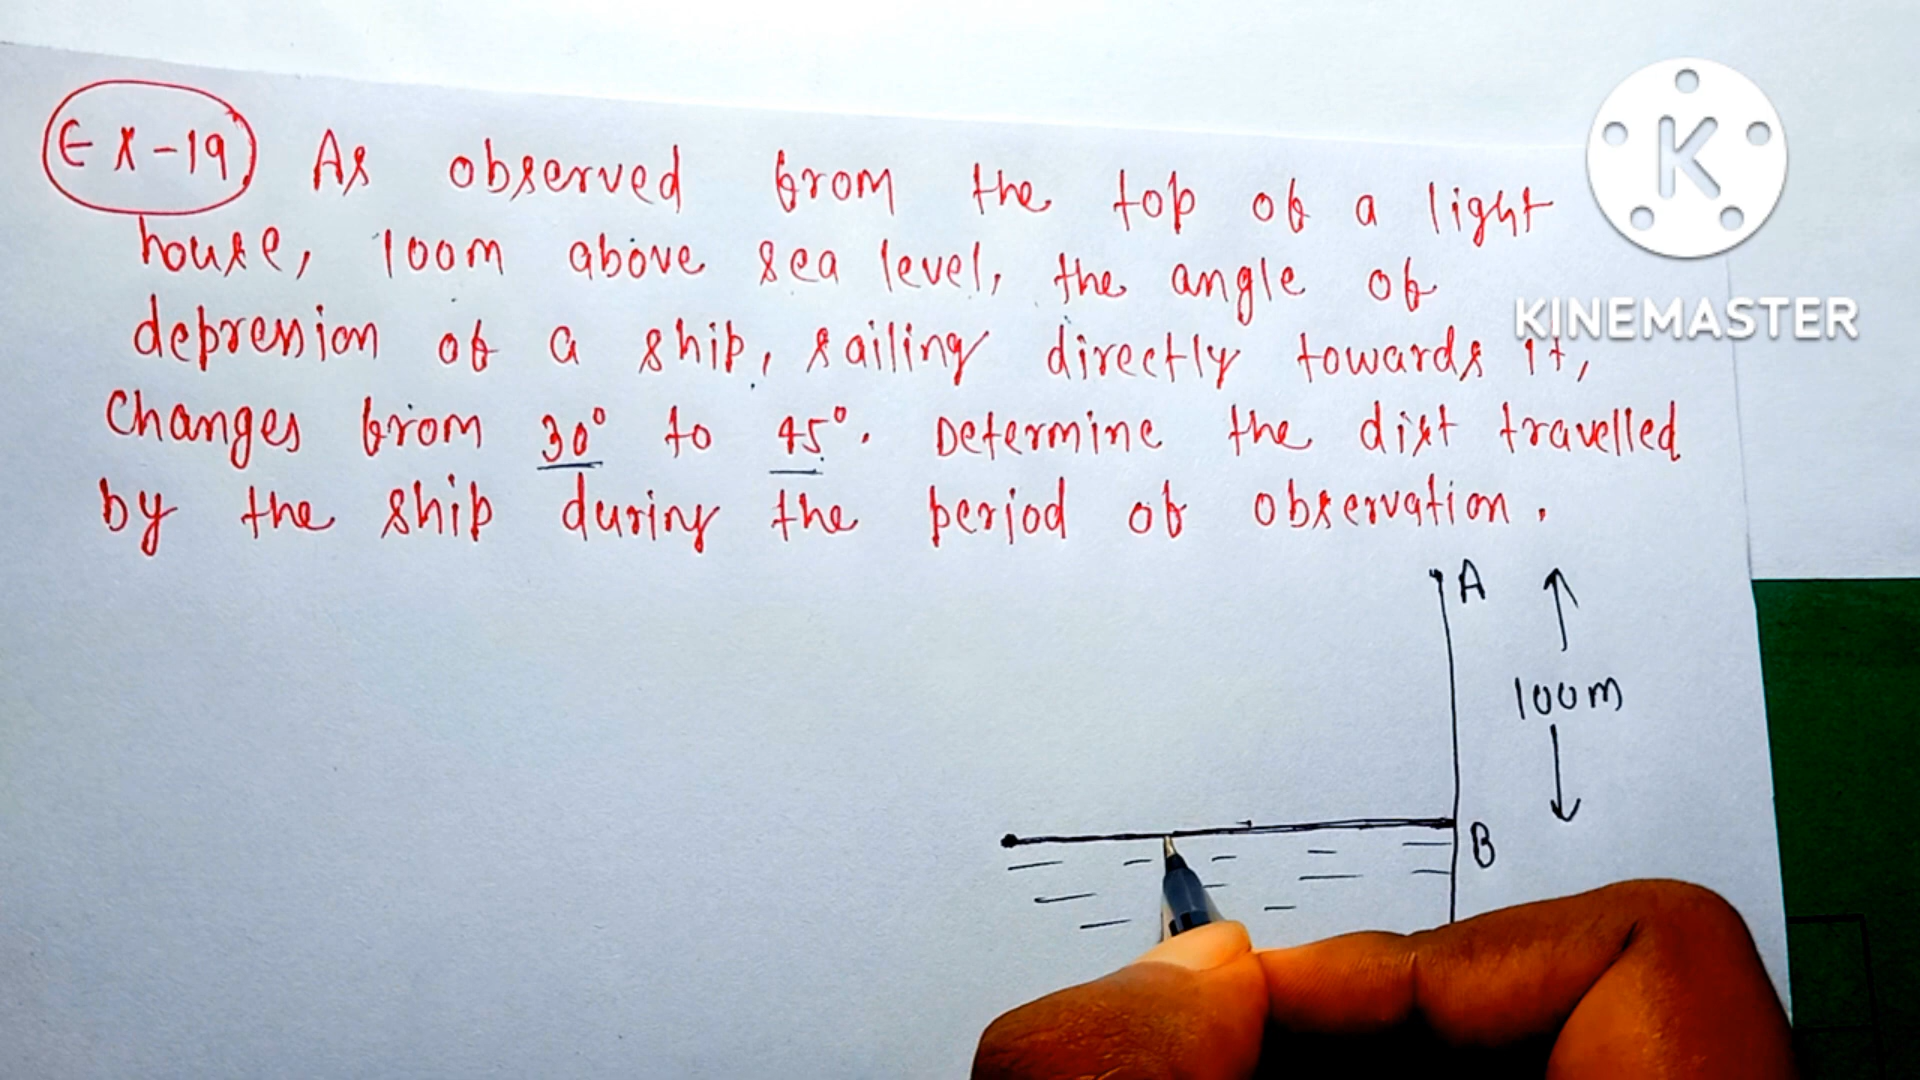 EX-19 As observed from the top of a light
house, 100m above sea level, the angle of
depression of a ship, sailing directly towards it,
changes from 30° to 45°. Determine the dist travelled
by the ship during the period of observation.
A
100m
B
K
KINEMASTER